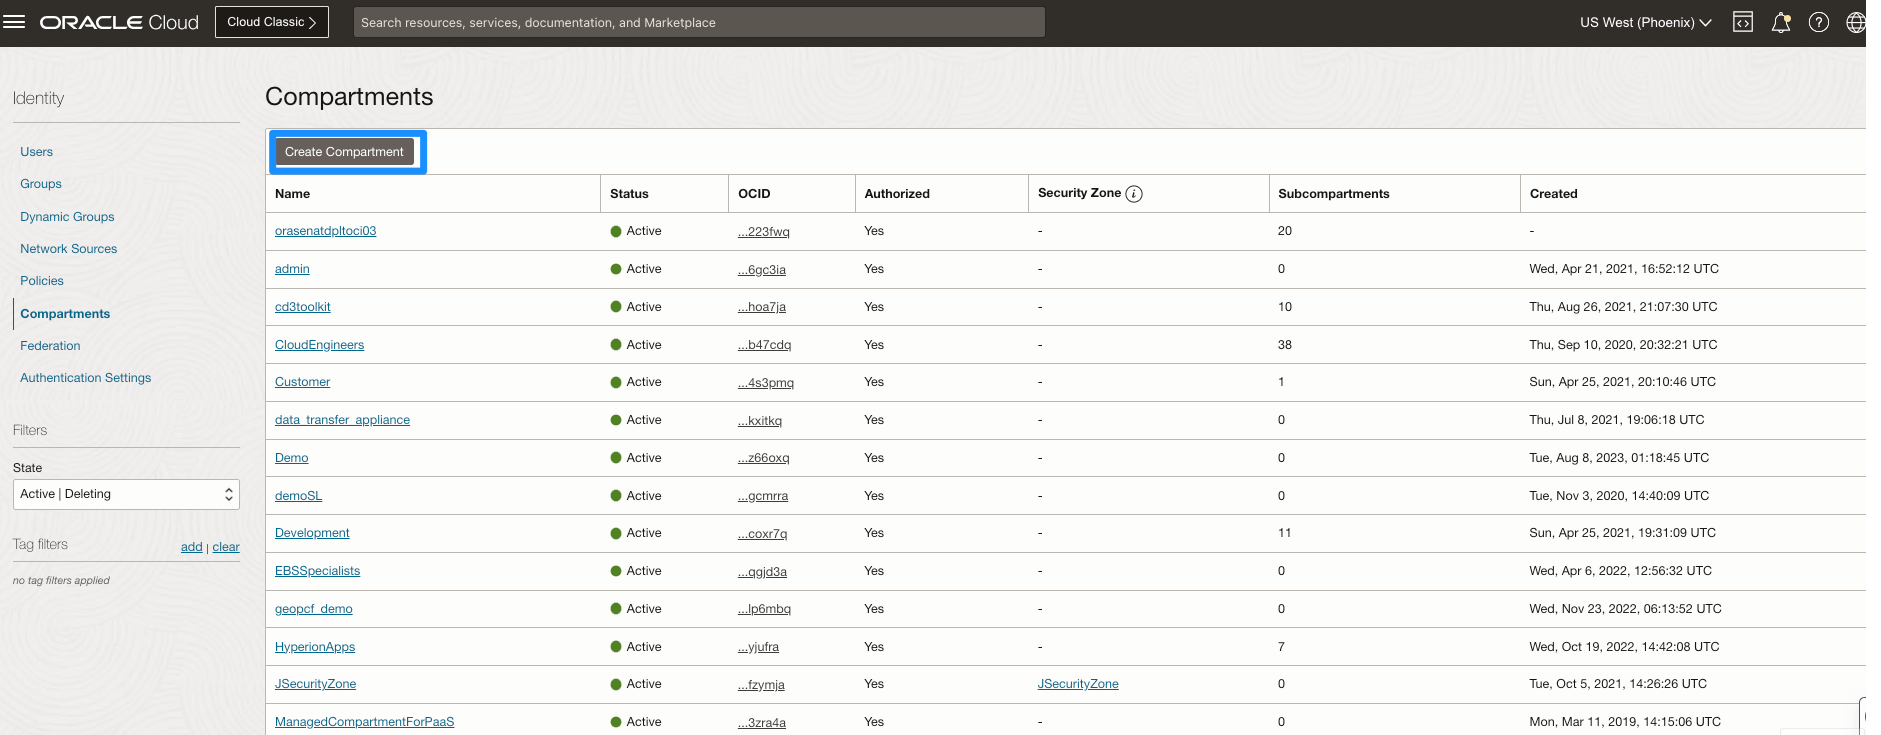 ORACLE Cloud Cloud Classic Search resources, services, documentation, and Marketplace US West (Phoenix)
Identity
Users
Groups
Dynamic Groups
Network Sources
Policies
Compartments
Federation
Authentication Settings
Filters
State
Active | Deleting
Tag filters add | clear
no tag filters applied
Compartments
Create Compartment
Name Status OCID Authorized Security Zone i Subcompartments Created
orasenatdpltoci03 Active ...223fwq Yes - 20 -
admin Active ...6gc3ia Yes - 0 Wed, Apr 21, 2021, 16:52:12 UTC
cd3toolkit Active ...hoa7ja Yes - 10 Thu, Aug 26, 2021, 21:07:30 UTC
CloudEngineers Active ...b47cdq Yes - 38 Thu, Sep 10, 2020, 20:32:21 UTC
Customer Active ...4s3pmq Yes - 1 Sun, Apr 25, 2021, 20:10:46 UTC
data_transfer_appliance Active ...kxitkq Yes - 0 Thu, Jul 8, 2021, 19:06:18 UTC
Demo Active ...z66oxq Yes - 0 Tue, Aug 8, 2023, 01:18:45 UTC
demoSL Active ...gcmrra Yes - 0 Tue, Nov 3, 2020, 14:40:09 UTC
Development Active ...coxr7q Yes - 11 Sun, Apr 25, 2021, 19:31:09 UTC
EBSSpecialists Active ...qgjd3a Yes - 0 Wed, Apr 6, 2022, 12:56:32 UTC
geopcf_demo Active ...lp6mbq Yes - 0 Wed, Nov 23, 2022, 06:13:52 UTC
HyperionApps Active ...yjufra Yes - 7 Wed, Oct 19, 2022, 14:42:08 UTC
JSecurityZone Active ...fzymja Yes JSecurityZone 0 Tue, Oct 5, 2021, 14:26:26 UTC
ManagedCompartmentForPaaS Active ...3zra4a Yes - 0 Mon, Mar 11, 2019, 14:15:06 UTC